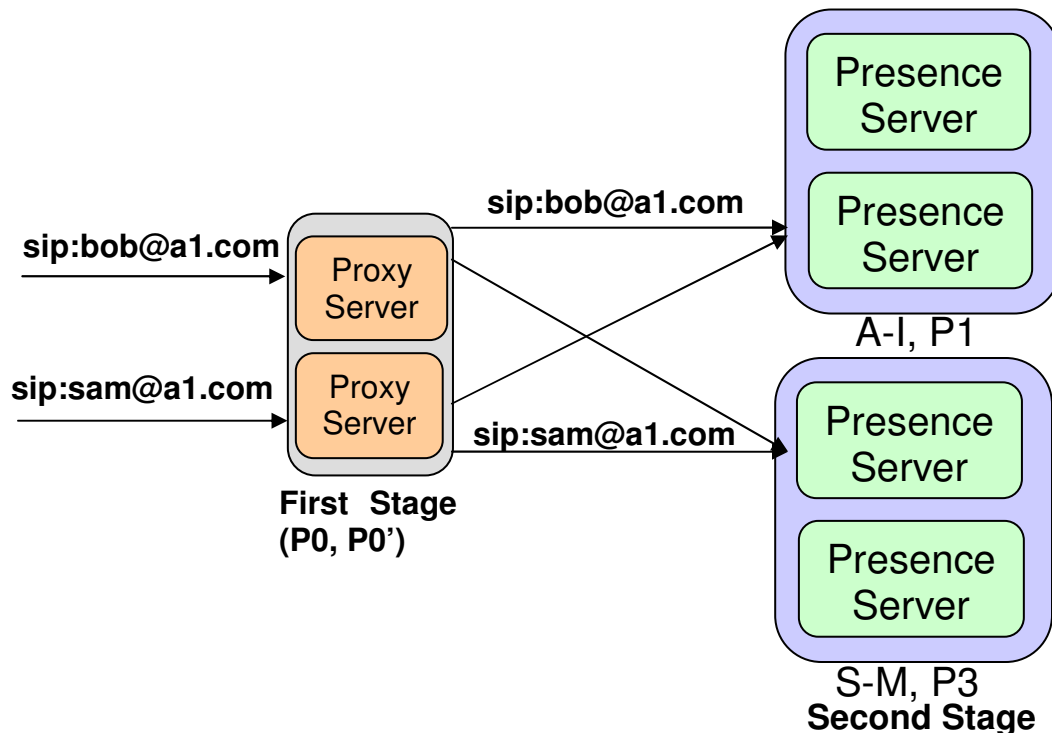 sip:bob@a1.com
sip:sam@a1.com
Proxy
Server
Proxy
Server
First Stage
(P0, P0’)
sip:bob@a1.com
sip:sam@a1.com
Presence
Server
Presence
Server
A-I, P1
Presence
Server
Presence
Server
S-M, P3
Second Stage